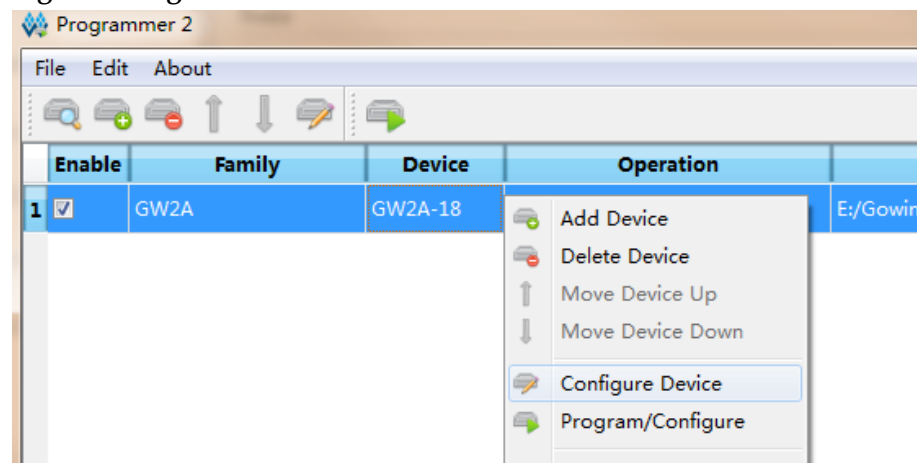 Programmer 2
File Edit About
Enable Family Device Operation
1 GW2A GW2A-18 E:/Gowin
Add Device
Delete Device
Move Device Up
Move Device Down
Configure Device
Program/Configure